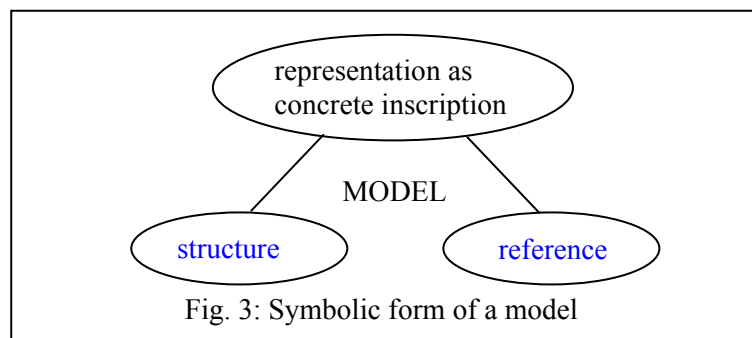 representation as
concrete inscription
MODEL
structure
reference
Fig. 3: Symbolic form of a model